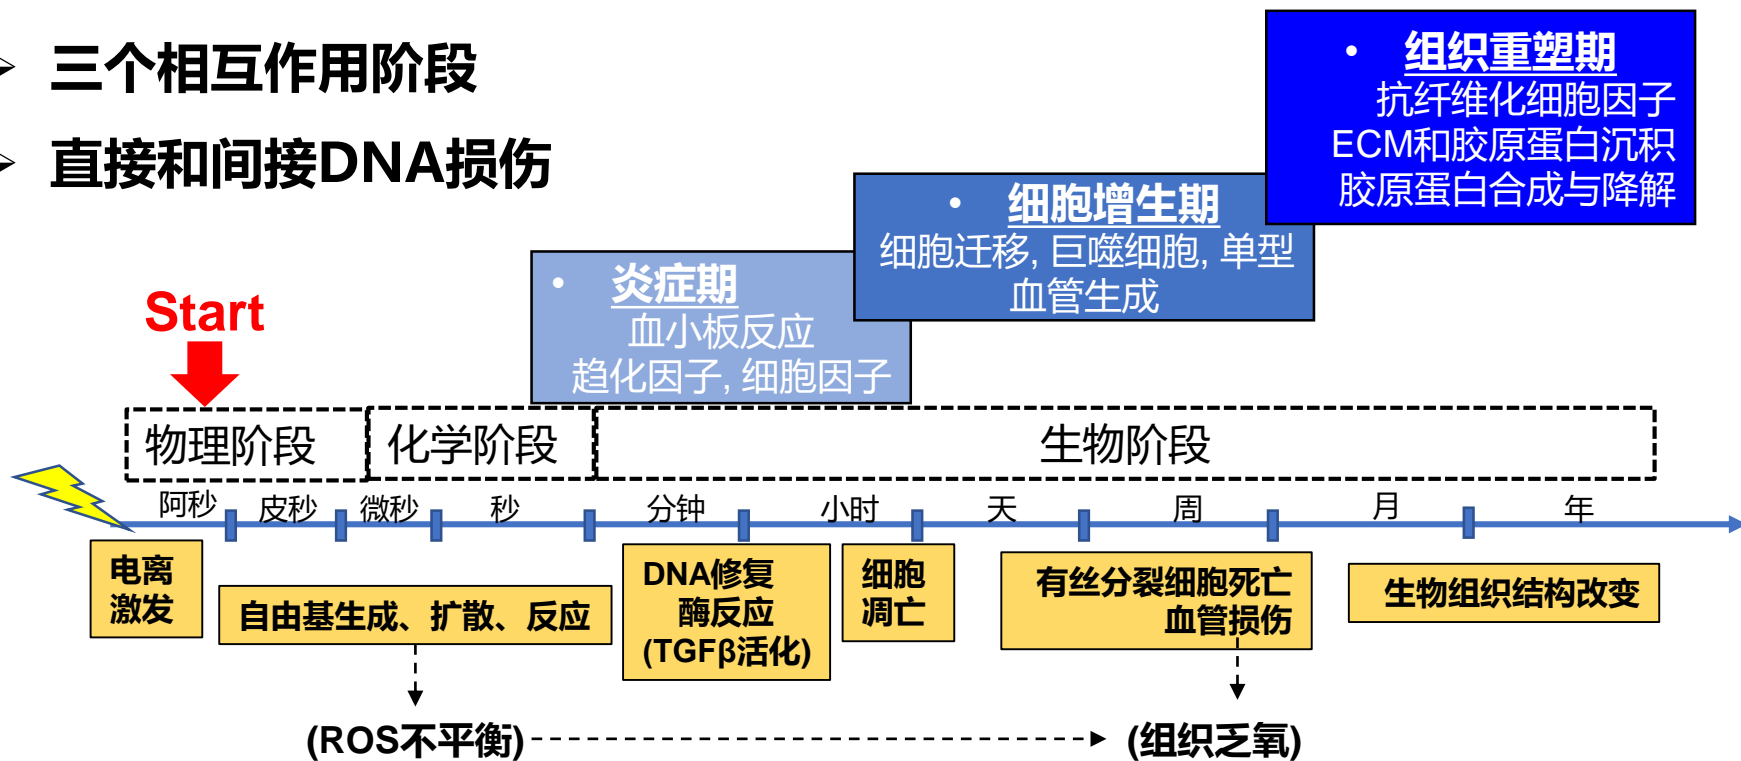 三个相互作用阶段
直接和间接DNA损伤
组织重塑期
抗纤维化细胞因子
ECM和胶原蛋白沉积
胶原蛋白合成与降解
细胞增生期
细胞迁移, 巨噬细胞, 单型
血管生成
炎症期
血小板反应
趋化因子, 细胞因子
Start
物理阶段
化学阶段
生物阶段
阿秒
皮秒
微秒
秒
分钟
小时
天
周
月
年
电离
激发
自由基生成、扩散、反应
DNA修复
酶反应
(TGFβ活化)
细胞
凋亡
有丝分裂细胞死亡
血管损伤
生物组织结构改变
(ROS不平衡)
(组织乏氧)